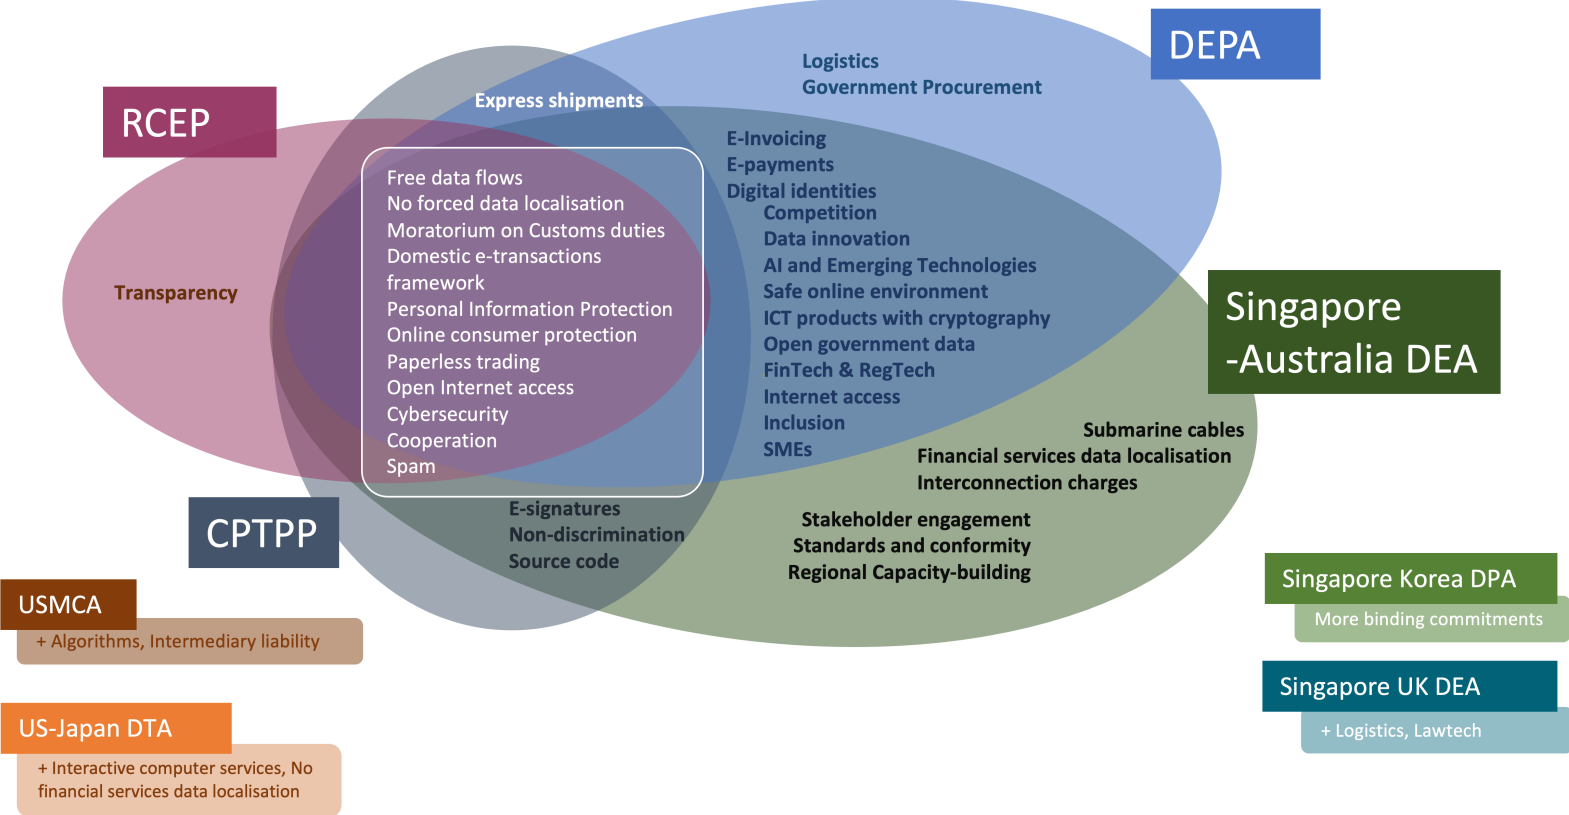 DEPA
Logistics
Government Procurement
RCEP
Express shipments
E-Invoicing
E-payments
Digital identities
Competition
Data innovation
AI and Emerging Technologies
Safe online environment
ICT products with cryptography
Open government data
FinTech & RegTech
Internet access
Inclusion
SMEs
Free data flows
No forced data localisation
Moratorium on Customs duties
Domestic e-transactions
framework
Personal Information Protection
Online consumer protection
Paperless trading
Open Internet access
Cybersecurity
Cooperation
Spam
Transparency
Singapore
-Australia DEA
Submarine cables
Financial services data localisation
Interconnection charges
Stakeholder engagement
Standards and conformity
Regional Capacity-building
E-signatures
Non-discrimination
Source code
CPTPP
USMCA
+ Algorithms, Intermediary liability
US-Japan DTA
+ Interactive computer services, No
financial services data localisation
Singapore Korea DPA
More binding commitments
Singapore UK DEA
+ Logistics, Lawtech